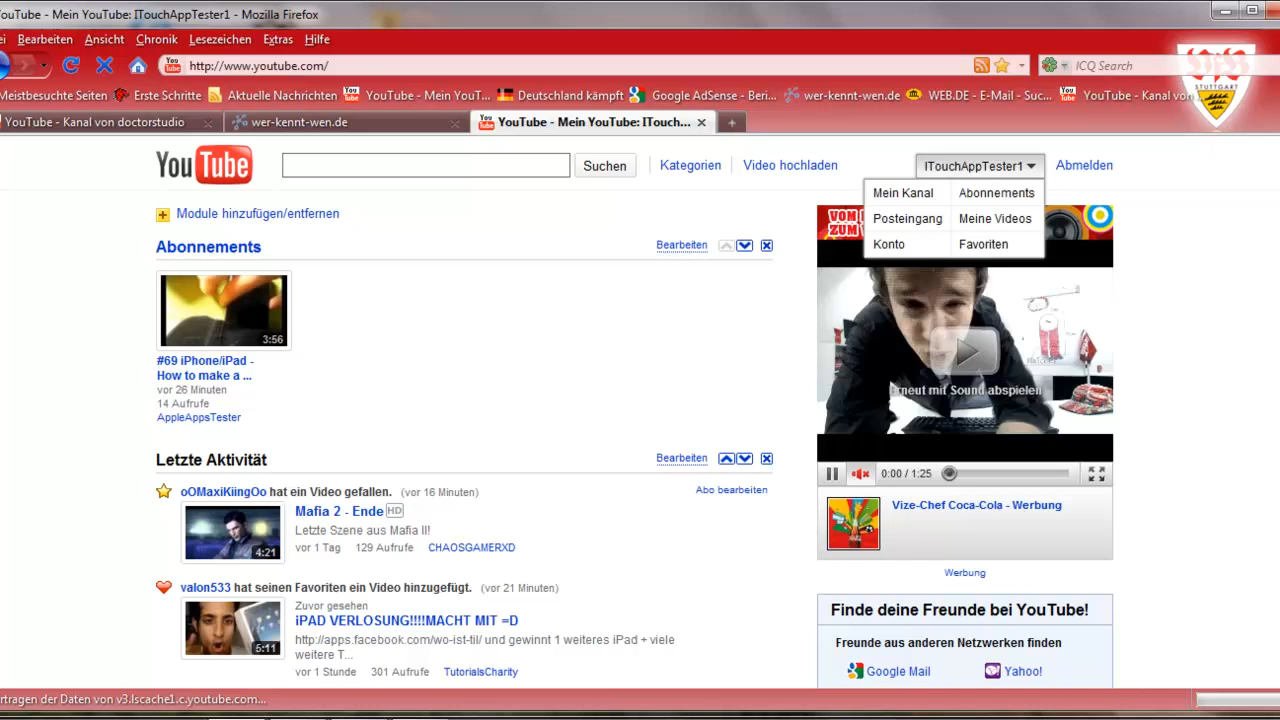 YouTube - Mein YouTube: ITouchAppTester1 - Mozilla Firefox
Bearbeiten Ansicht Chronik Lesezeichen Extras Hilfe
http://www.youtube.com/
ICQ Search
Meistbesuchte Seiten Erste Schritte Aktuelle Nachrichten YouTube - Mein YouT... Deutschland kämpft Google AdSense - Beri... wer-kennt-wen.de WEB.DE - E-Mail - Suc... YouTube - Kanal von
STUTTGART
YouTube - Kanal von doctorstudio
wer-kennt-wen.de
YouTube - Mein YouTube: ITouch...
YouTube
Suchen
Kategorien
Video hochladen
ITouchAppTester1
Abmelden
Mein Kanal Abonnements
Posteingang Meine Videos
Konto Favoriten
Module hinzufügen/entfernen
Abonnements
Bearbeiten
3:56
#69 iPhone/iPad -
How to make a ...
vor 26 Minuten
14 Aufrufe
AppleAppsTester
Letzte Aktivität
Bearbeiten
oOMaxiKiingOo hat ein Video gefallen. (vor 16 Minuten)
Abo bearbeiten
Mafia 2 - Ende HD
Letzte Szene aus Mafia II!
vor 1 Tag 129 Aufrufe CHAOSGAMERXD
4:21
valon533 hat seinen Favoriten ein Video hinzugefügt. (vor 21 Minuten)
Zuvor gesehen
iPAD VERLOSUNG!!!!MACHT MIT =D
http://apps.facebook.com/wo-ist-til/ und gewinnt 1 weiteres iPad + viele
weitere T...
vor 1 Stunde 301 Aufrufe TutorialsCharity
5:11
VOM
ZUM
Erneut mit Sound abspielen
0:00 / 1:25
Vize-Chef Coca-Cola - Werbung
Werbung
Finde deine Freunde bei YouTube!
Freunde aus anderen Netzwerken finden
Google Mail
Yahoo!
rtragen der Daten von v3.lscache1.c.youtube.com...